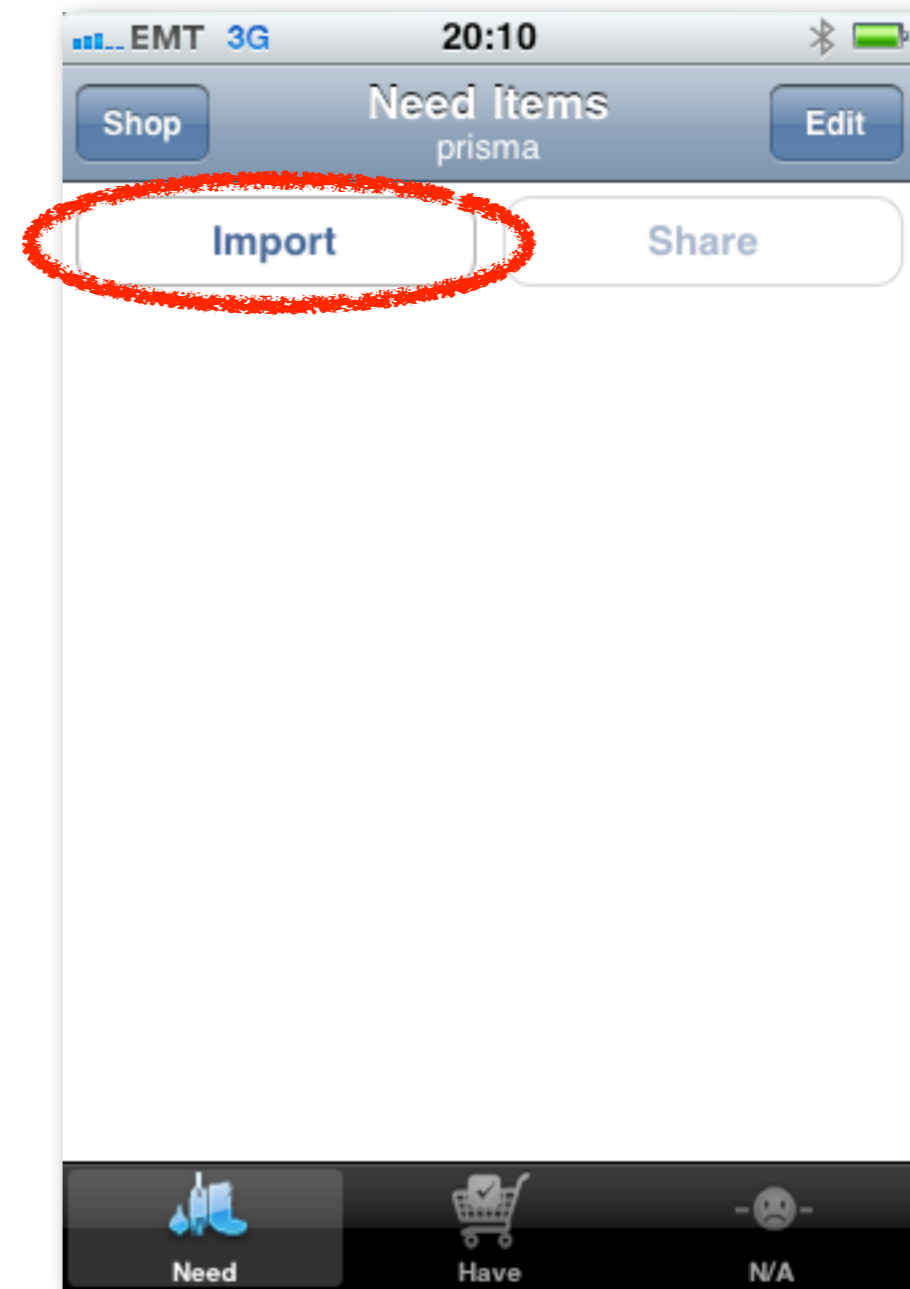 EMT 3G 20:10
Need Items
Shop Edit
prisma
Import Share
Need Have N/A